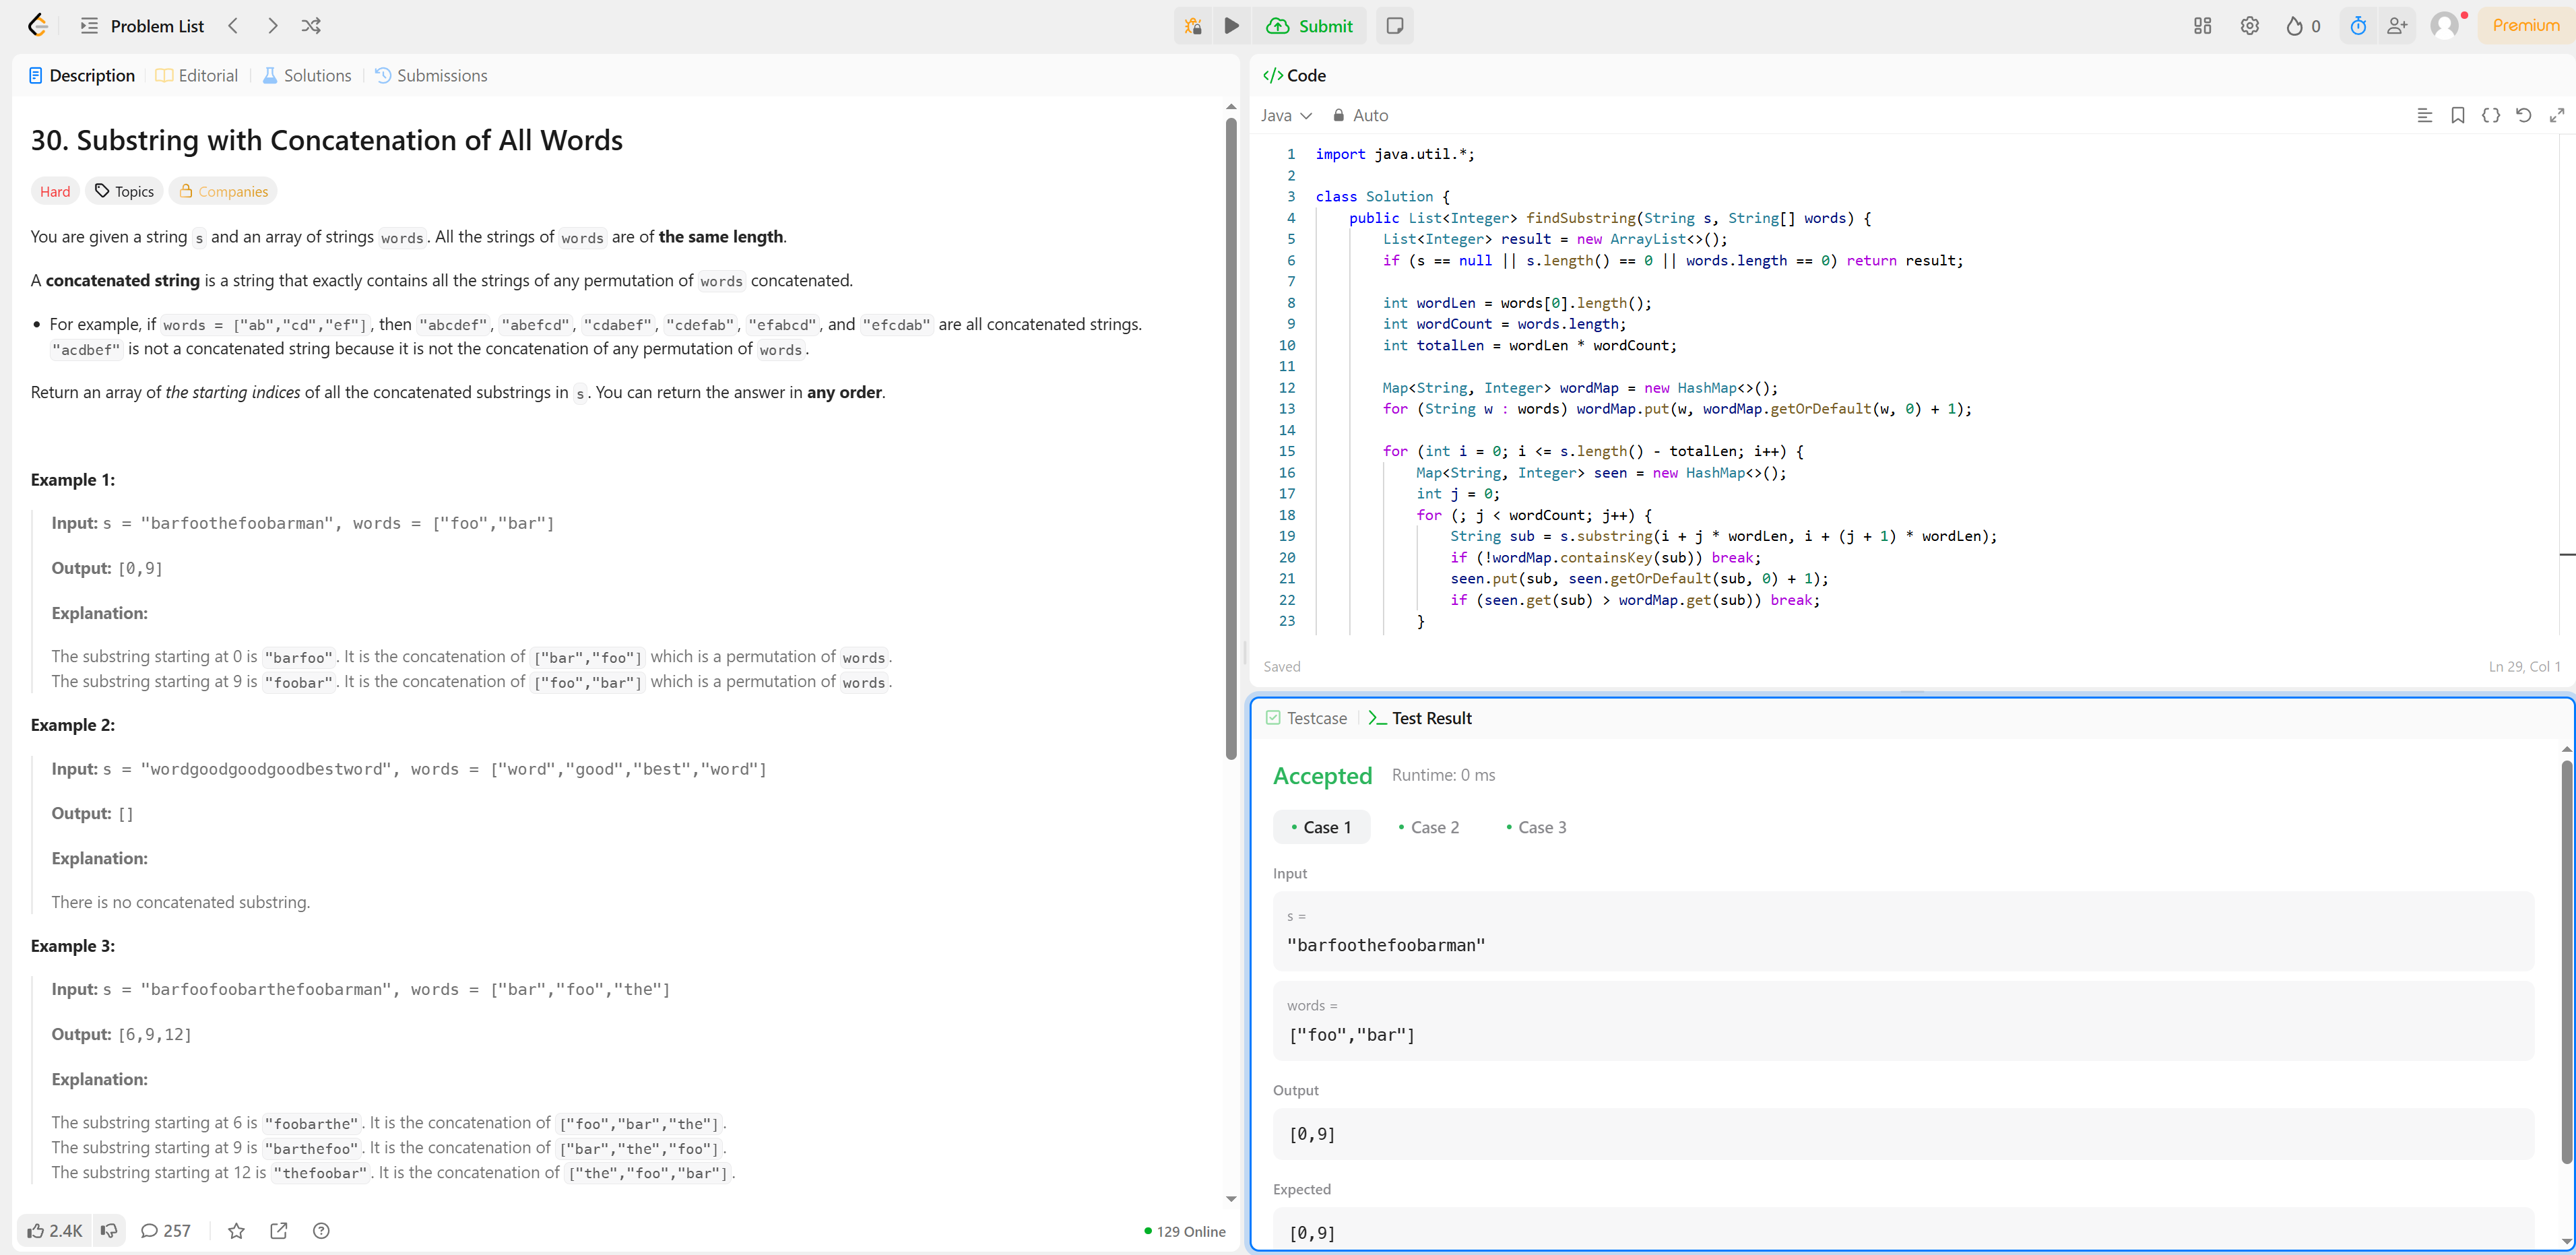 Problem List
Submit
0
Premium
Description
Editorial
Solutions
Submissions
30. Substring with Concatenation of All Words
Hard
Topics
Companies
You are given a string s and an array of strings words. All the strings of words are of the same length.
A concatenated string is a string that exactly contains all the strings of any permutation of words concatenated.
• For example, if words = ["ab","cd","ef"], then "abcdef", "abefcd", "cdabef", "cdefab", "efabcd", and "efcdab" are all concatenated strings.
"acdbef" is not a concatenated string because it is not the concatenation of any permutation of words.
Return an array of the starting indices of all the concatenated substrings in s. You can return the answer in any order.
Example 1:
Input: s = "barfoothefoobarman", words = ["foo","bar"]
Output: [0,9]
Explanation:
The substring starting at 0 is "barfoo". It is the concatenation of ["bar","foo"] which is a permutation of words.
The substring starting at 9 is "foobar". It is the concatenation of ["foo","bar"] which is a permutation of words.
Example 2:
Input: s = "wordgoodgoodgoodbestword", words = ["word","good","best","word"]
Output: []
Explanation:
There is no concatenated substring.
Example 3:
Input: s = "barfoofoobarthefoobarman", words = ["bar","foo","the"]
Output: [6,9,12]
Explanation:
The substring starting at 6 is "foobarthe". It is the concatenation of ["foo","bar","the"].
The substring starting at 9 is "barthefoo". It is the concatenation of ["bar","the","foo"].
The substring starting at 12 is "thefoobar". It is the concatenation of ["the","foo","bar"].
2.4K
257
129 Online
</> Code
Java
Auto
1 import java.util.*;
2
3 class Solution {
4     public List<Integer> findSubstring(String s, String[] words) {
5         List<Integer> result = new ArrayList<>();
6         if (s == null || s.length() == 0 || words.length == 0) return result;
7
8         int wordLen = words[0].length();
9         int wordCount = words.length;
10         int totalLen = wordLen * wordCount;
11
12         Map<String, Integer> wordMap = new HashMap<>();
13         for (String w : words) wordMap.put(w, wordMap.getOrDefault(w, 0) + 1);
14
15         for (int i = 0; i <= s.length() - totalLen; i++) {
16             Map<String, Integer> seen = new HashMap<>();
17             int j = 0;
18             for (; j < wordCount; j++) {
19                 String sub = s.substring(i + j * wordLen, i + (j + 1) * wordLen);
20                 if (!wordMap.containsKey(sub)) break;
21                 seen.put(sub, seen.getOrDefault(sub, 0) + 1);
22                 if (seen.get(sub) > wordMap.get(sub)) break;
23             }
Saved
Ln 29, Col 1
Testcase
Test Result
Accepted
Runtime: 0 ms
• Case 1
• Case 2
• Case 3
Input
s =
"barfoothefoobarman"
words =
["foo","bar"]
Output
[0,9]
Expected
[0,9]